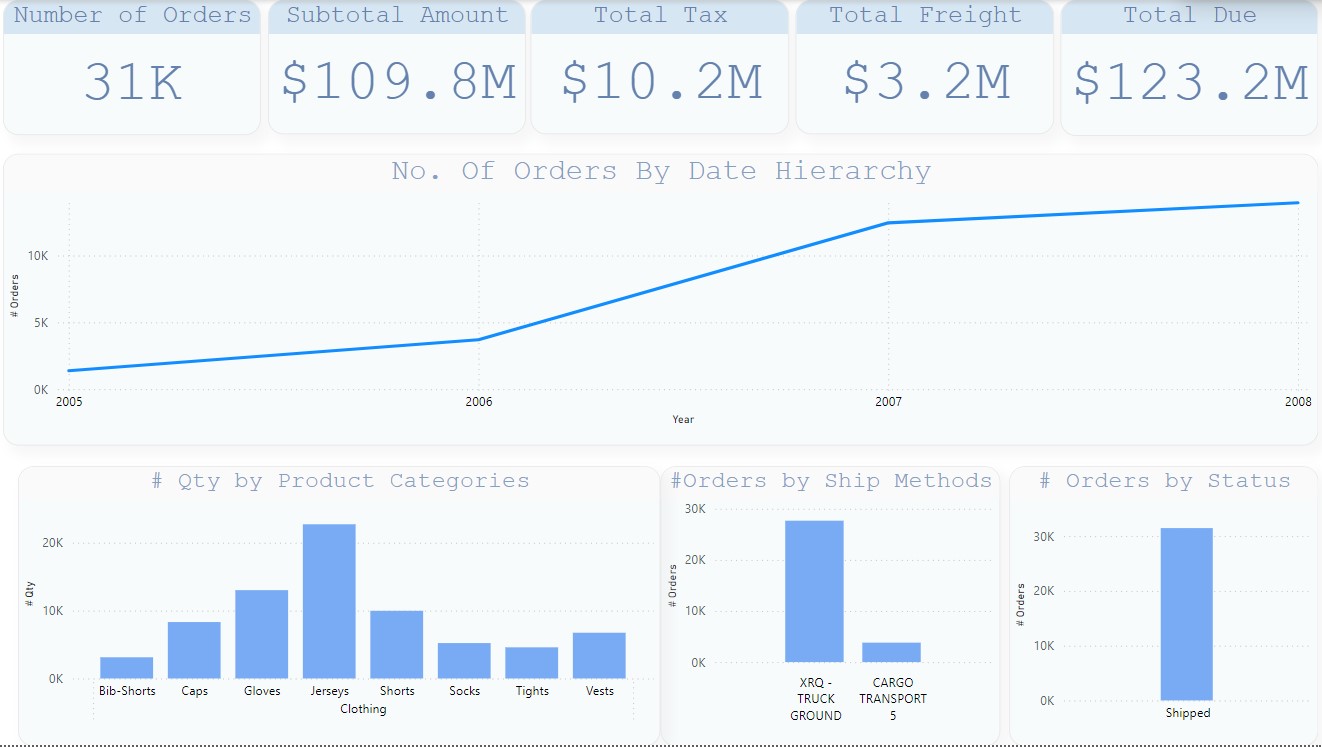 Number of Orders
31K
Subtotal Amount
$109.8M
Total Tax
$10.2M
Total Freight
$3.2M
Total Due
$123.2M
No. Of Orders By Date Hierarchy
# Orders
10K
5K
0K
2005 2006 2007 2008
Year
# Qty by Product Categories
# Qty
20K
10K
0K
Bib-Shorts Caps Gloves Jerseys Shorts Socks Tights Vests
Clothing
#Orders by Ship Methods
# Orders
30K
20K
10K
0K
XRQ -
TRUCK
GROUND
CARGO
TRANSPORT
5
# Orders by Status
# Orders
30K
20K
10K
0K
Shipped